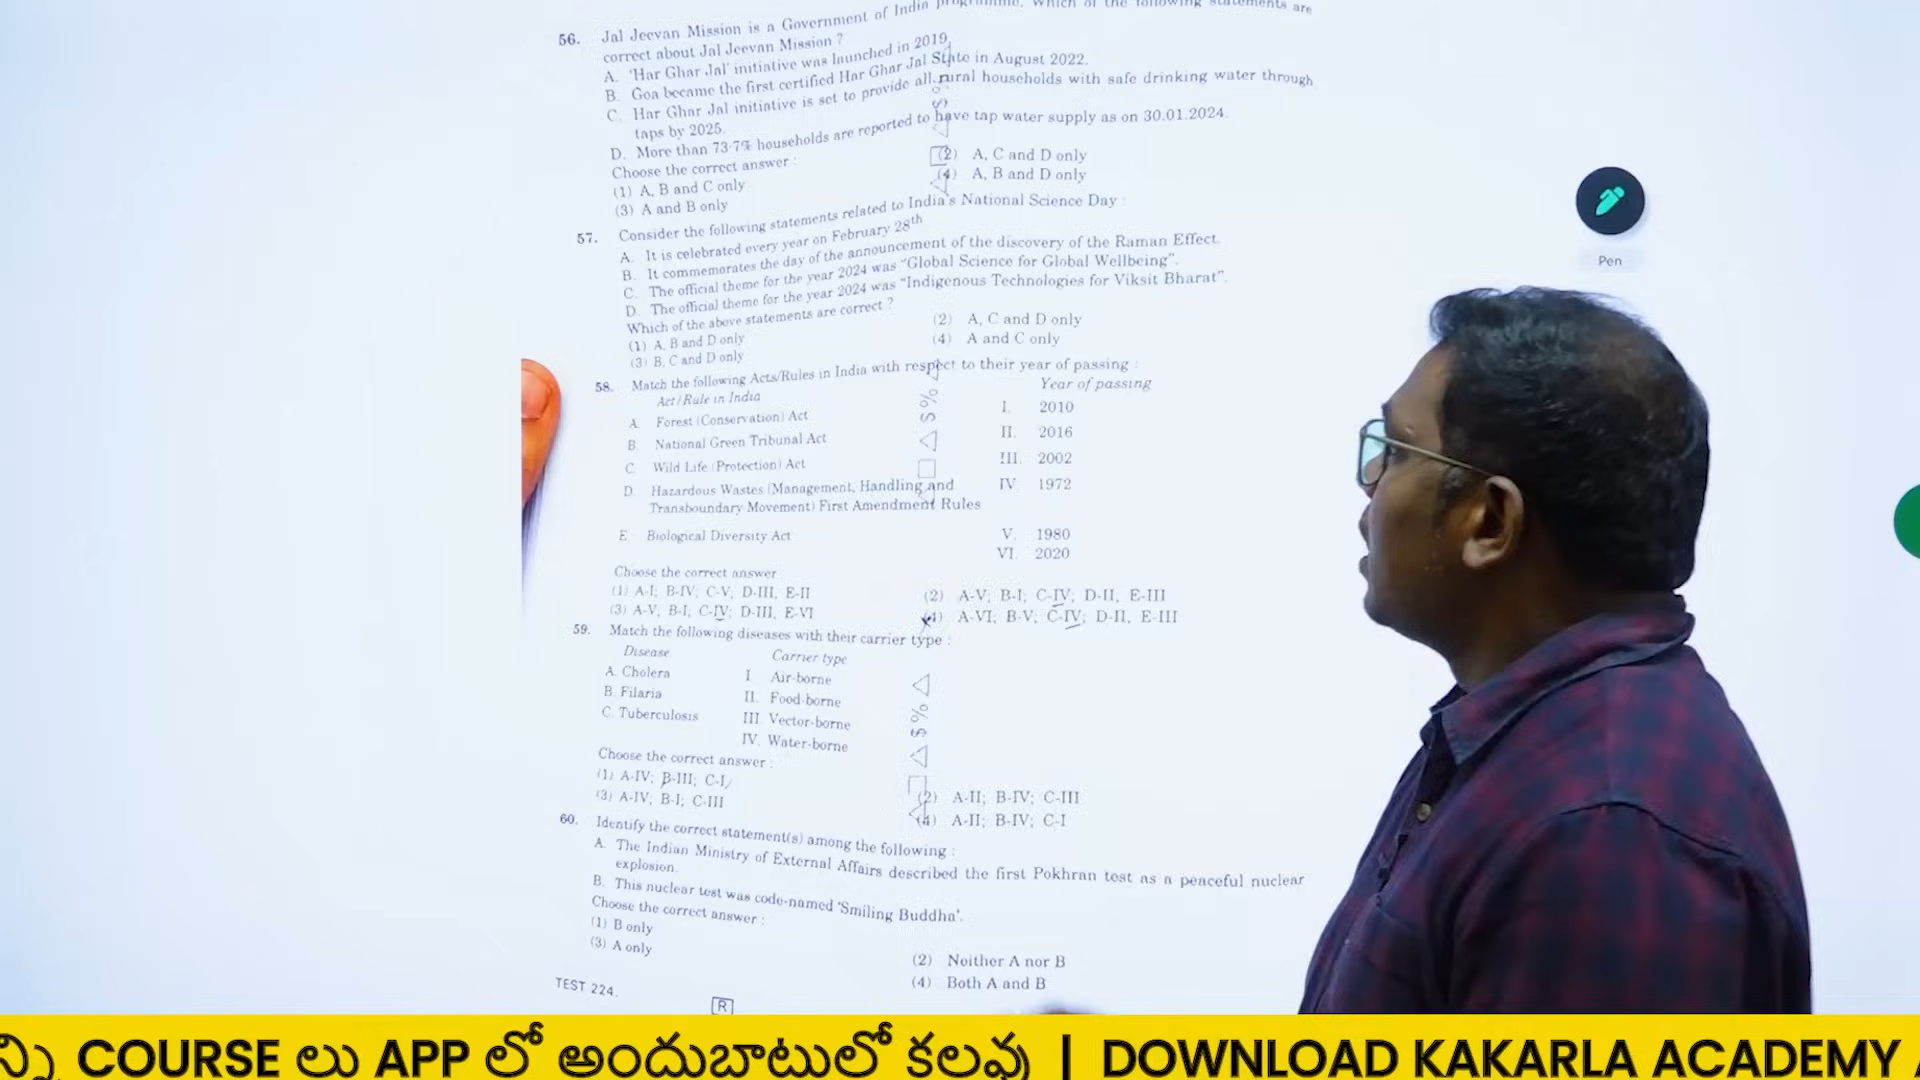 56. Jal Jeevan Mission is a Government of India programme. Which of the following statements are
correct about Jal Jeevan Mission ?
A. 'Har Ghar Jal' initiative was launched in 2019.
B. Goa became the first certified Har Ghar Jal State in August 2022.
C. Har Ghar Jal initiative is set to provide all rural households with safe drinking water through
taps by 2025.
D. More than 73·7% households are reported to have tap water supply as on 30.01.2024.
Choose the correct answer :
(1) A, B and C only (2) A, C and D only
(3) A and B only (4) A, B and D only
57. Consider the following statements related to India's National Science Day :
A. It is celebrated every year on February 28th
B. It commemorates the day of the announcement of the discovery of the Raman Effect.
C. The official theme for the year 2024 was "Global Science for Global Wellbeing".
D. The official theme for the year 2024 was "Indigenous Technologies for Viksit Bharat".
Which of the above statements are correct ?
(1) A, B and D only (2) A, C and D only
(3) B, C and D only (4) A and C only
58. Match the following Acts/Rules in India with respect to their year of passing :
Act/Rule in India Year of passing
A. Forest (Conservation) Act I. 2010
B. National Green Tribunal Act II. 2016
C. Wild Life (Protection) Act III. 2002
D. Hazardous Wastes (Management, Handling and IV. 1972
Transboundary Movement) First Amendment Rules
E. Biological Diversity Act V. 1980
VI. 2020
Choose the correct answer
(1) A-I; B-IV; C-V, D-III, E-II (2) A-V; B-I; C-IV; D-II, E-III
(3) A-V; B-I; C-IV; D-III, E-VI (4) A-VI; B-V; C-IV; D-II, E-III
59. Match the following diseases with their carrier type :
Disease Carrier type
A. Cholera I. Air-borne
B. Filaria II. Food-borne
C. Tuberculosis III. Vector-borne
IV. Water-borne
Choose the correct answer :
(1) A-IV; B-III; C-I (2) A-II; B-IV; C-III
(3) A-IV; B-I; C-III (4) A-II; B-IV; C-I
60. Identify the correct statement(s) among the following :
A. The Indian Ministry of External Affairs described the first Pokhran test as a peaceful nuclear
explosion.
B. This nuclear test was code-named 'Smiling Buddha'.
Choose the correct answer :
(1) B only (2) Neither A nor B
(3) A only (4) Both A and B
TEST 224. R
Pen
COURSE లు APP లో అందుబాటులో కలవు | DOWNLOAD KAKARLA ACADEMY